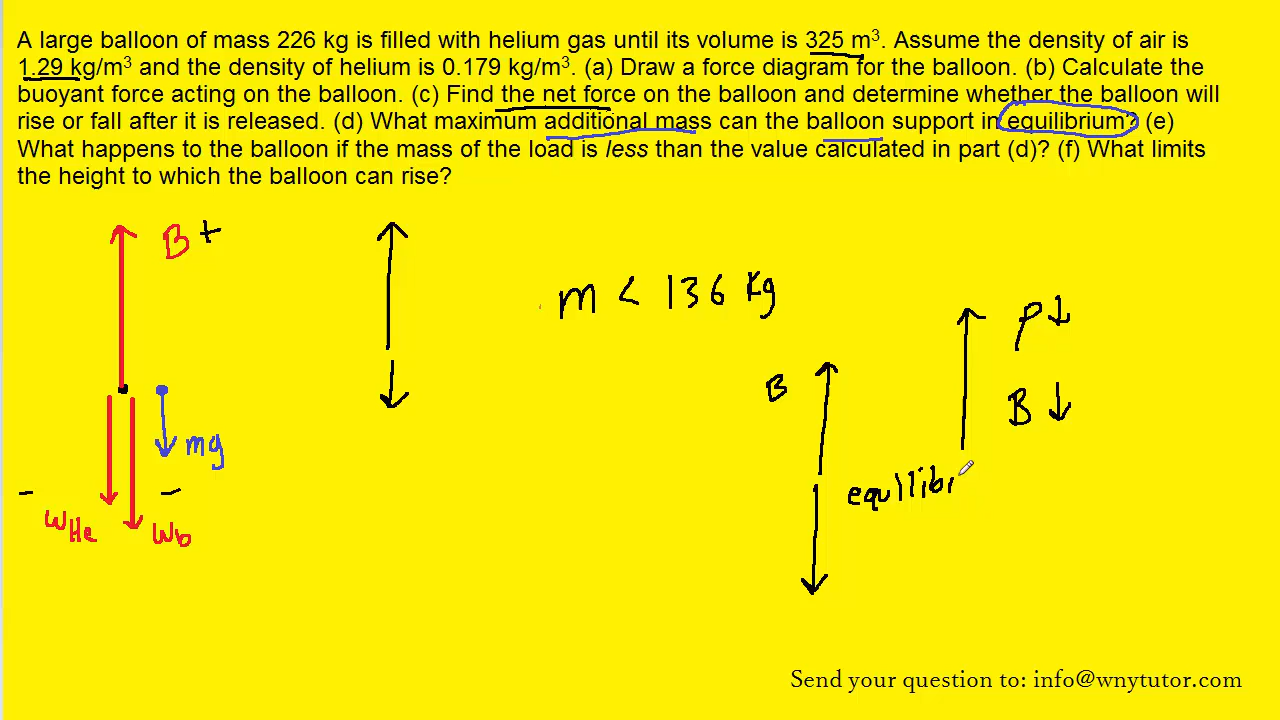 A large balloon of mass 226 kg is filled with helium gas until its volume is 325 m³. Assume the density of air is
1.29 kg/m³ and the density of helium is 0.179 kg/m³. (a) Draw a force diagram for the balloon. (b) Calculate the
buoyant force acting on the balloon. (c) Find the net force on the balloon and determine whether the balloon will
rise or fall after it is released. (d) What maximum additional mass can the balloon support in equilibrium? (e)
What happens to the balloon if the mass of the load is less than the value calculated in part (d)? (f) What limits
the height to which the balloon can rise?
B +
m < 136 kg
ρ ↓
B
B ↓
mg
equilibri
- -
W_He W_b
Send your question to: info@wnytutor.com